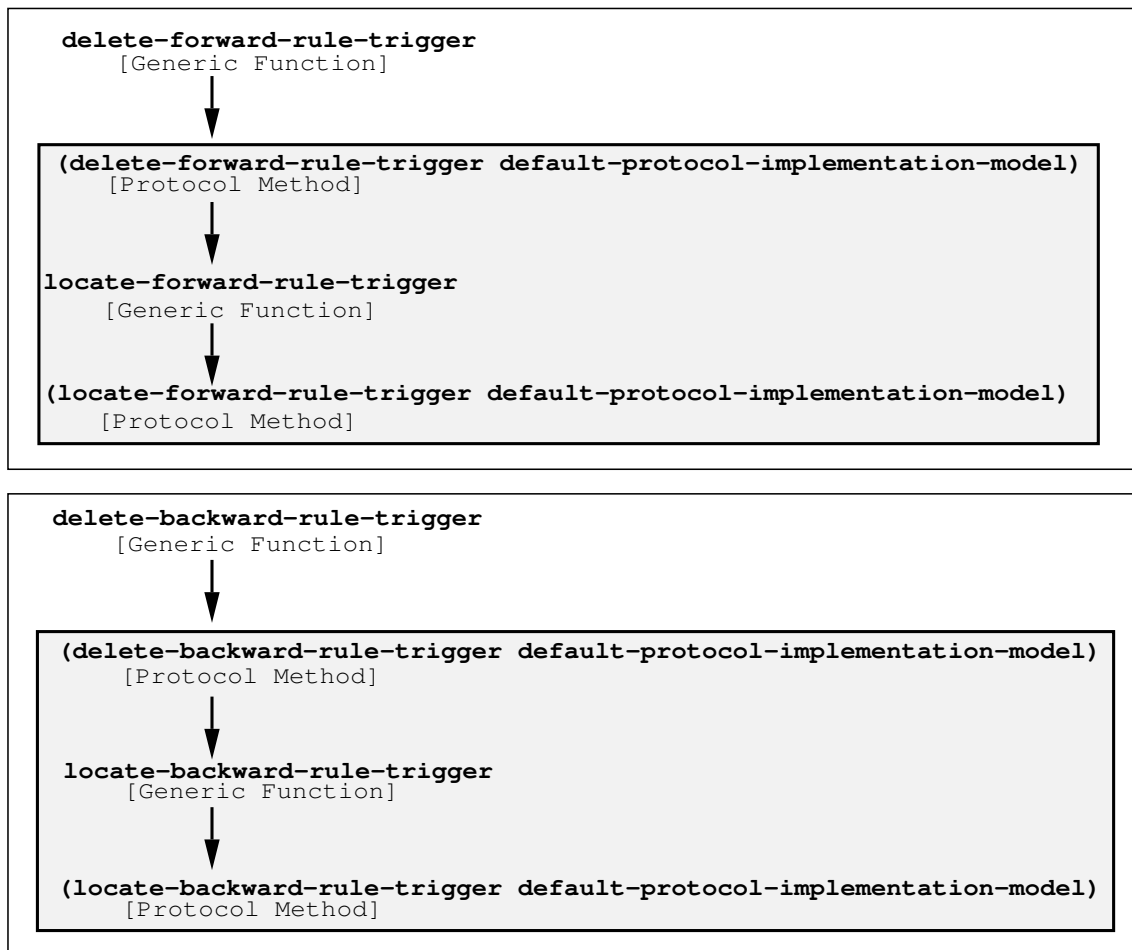 delete-forward-rule-trigger
[Generic Function]
(delete-forward-rule-trigger default-protocol-implementation-model)
[Protocol Method]
locate-forward-rule-trigger
[Generic Function]
(locate-forward-rule-trigger default-protocol-implementation-model)
[Protocol Method]
delete-backward-rule-trigger
[Generic Function]
(delete-backward-rule-trigger default-protocol-implementation-model)
[Protocol Method]
locate-backward-rule-trigger
[Generic Function]
(locate-backward-rule-trigger default-protocol-implementation-model)
[Protocol Method]